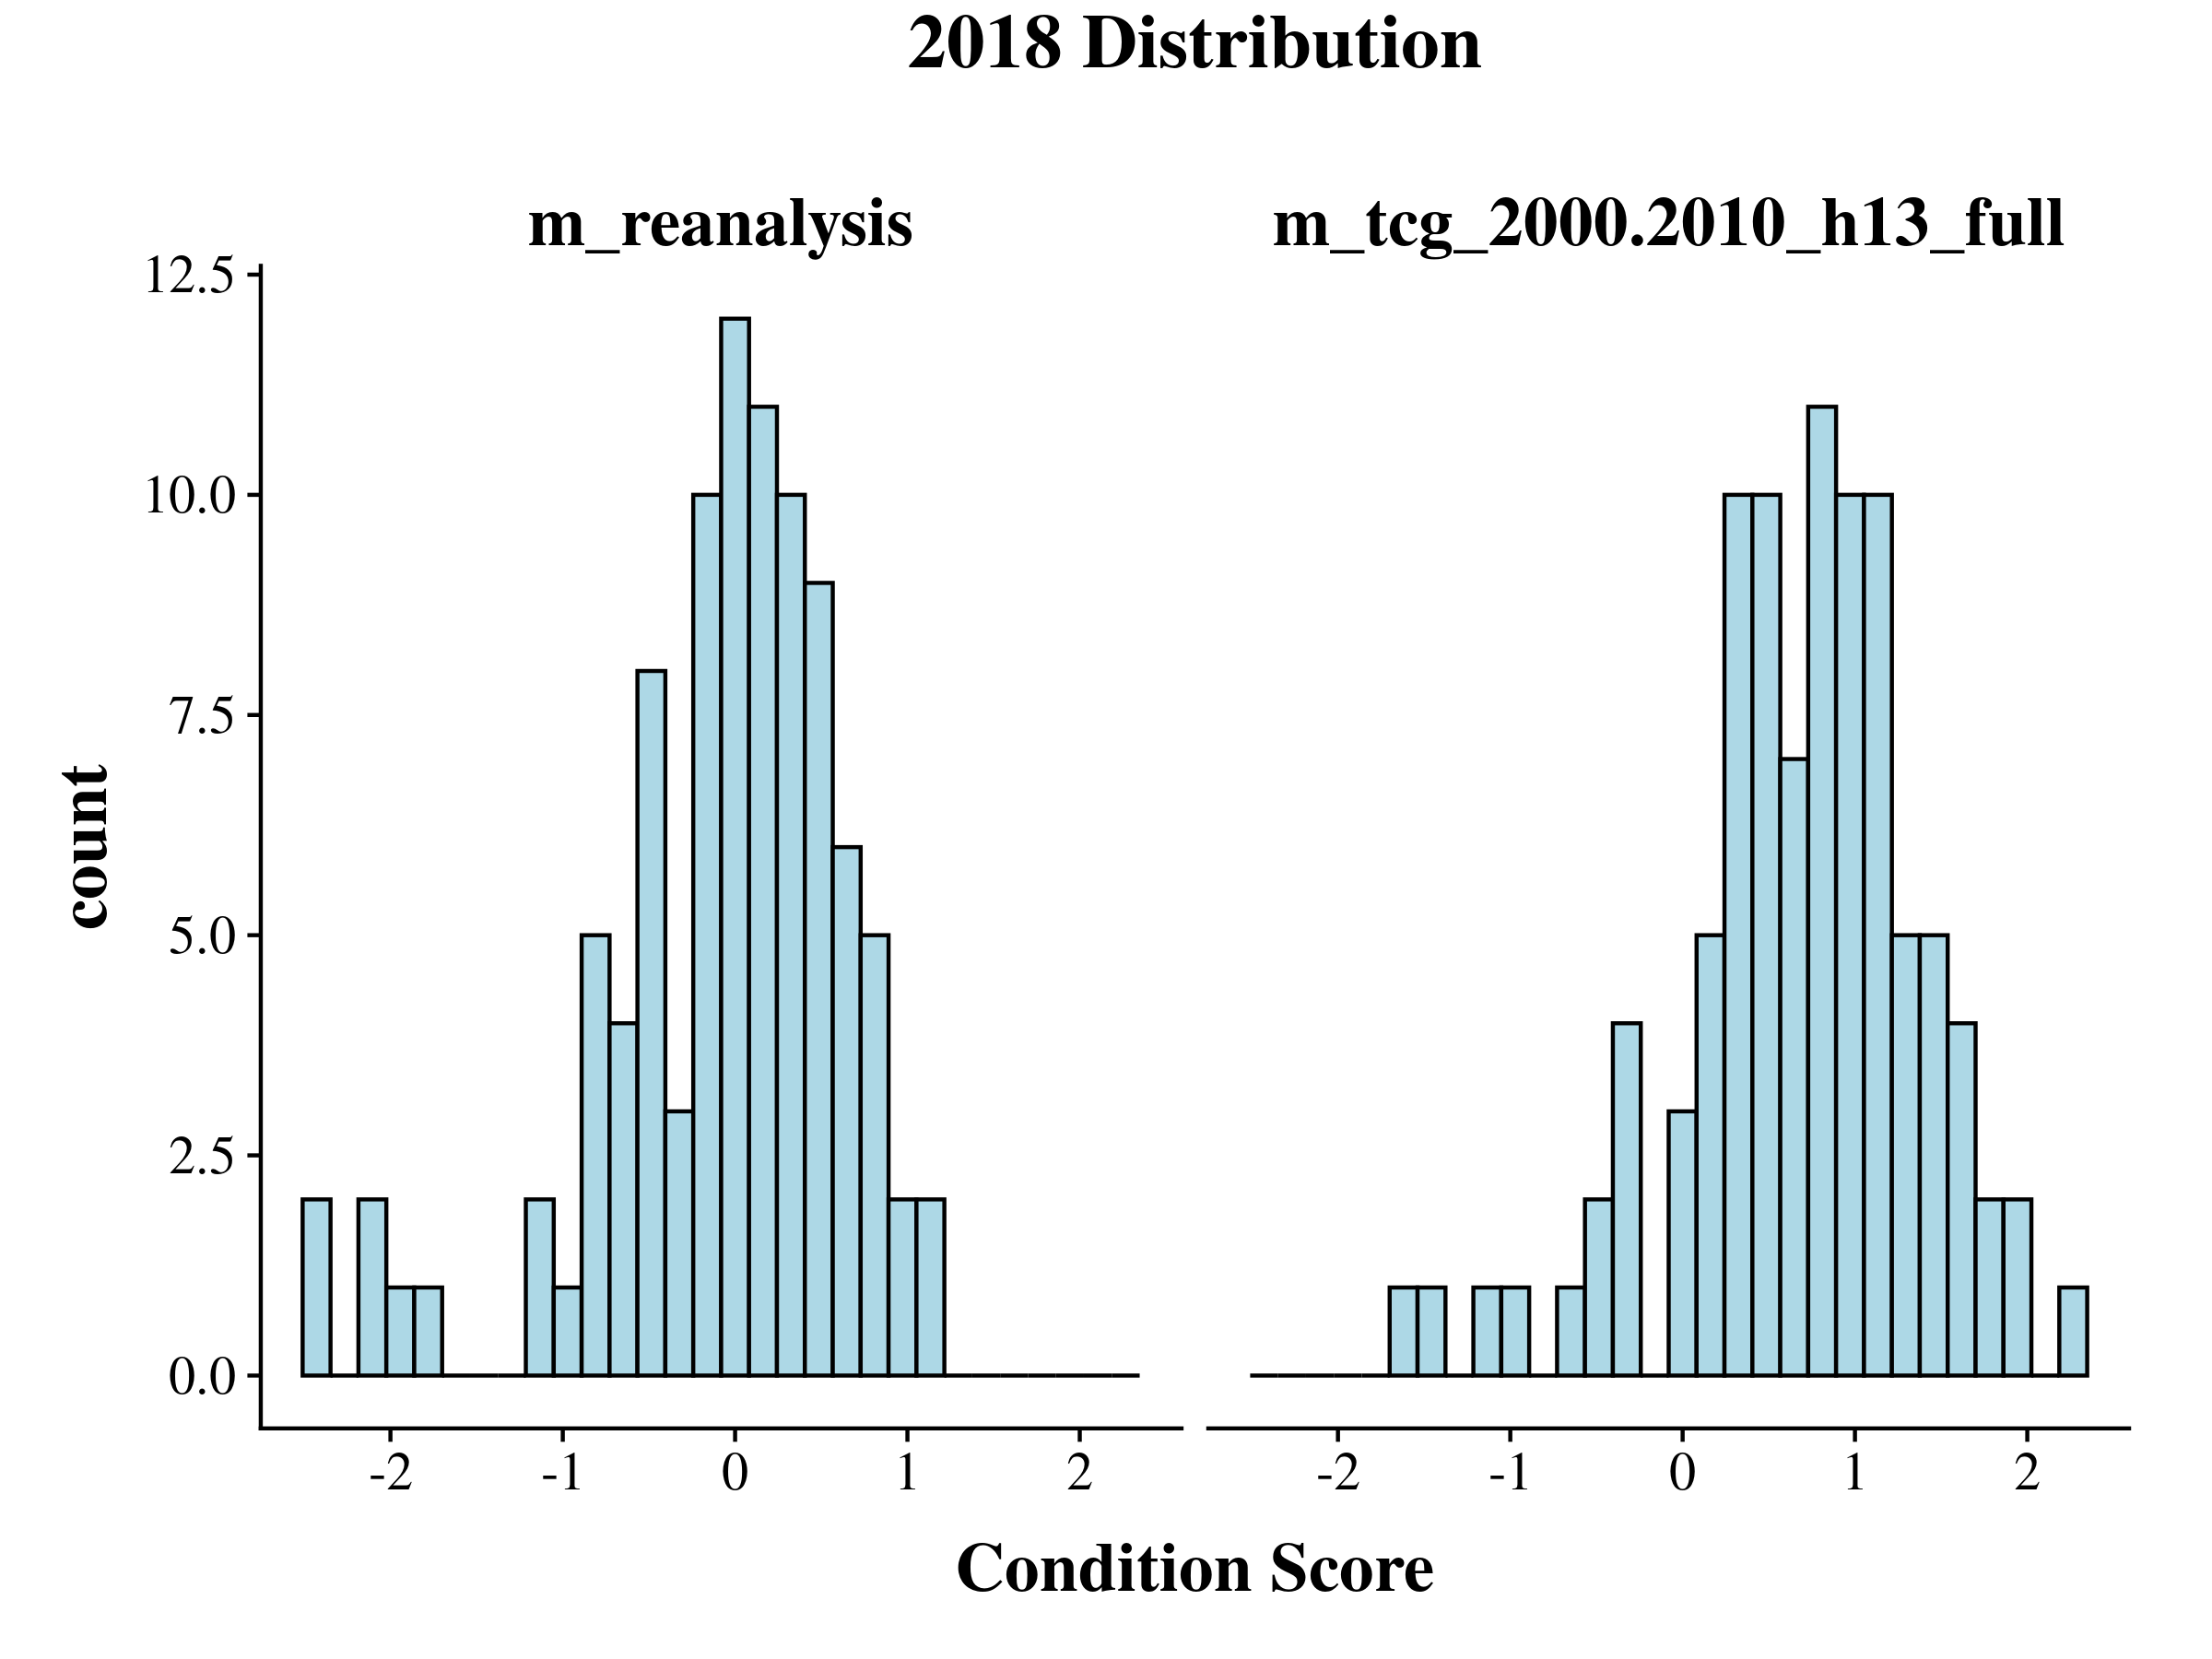 2018 Distribution
m_reanalysis
m_tcg_2000.2010_h13_full
12.5
10.0
7.5
5.0
2.5
0.0
count
-2 -1 0 1 2
-2 -1 0 1 2
Condition Score